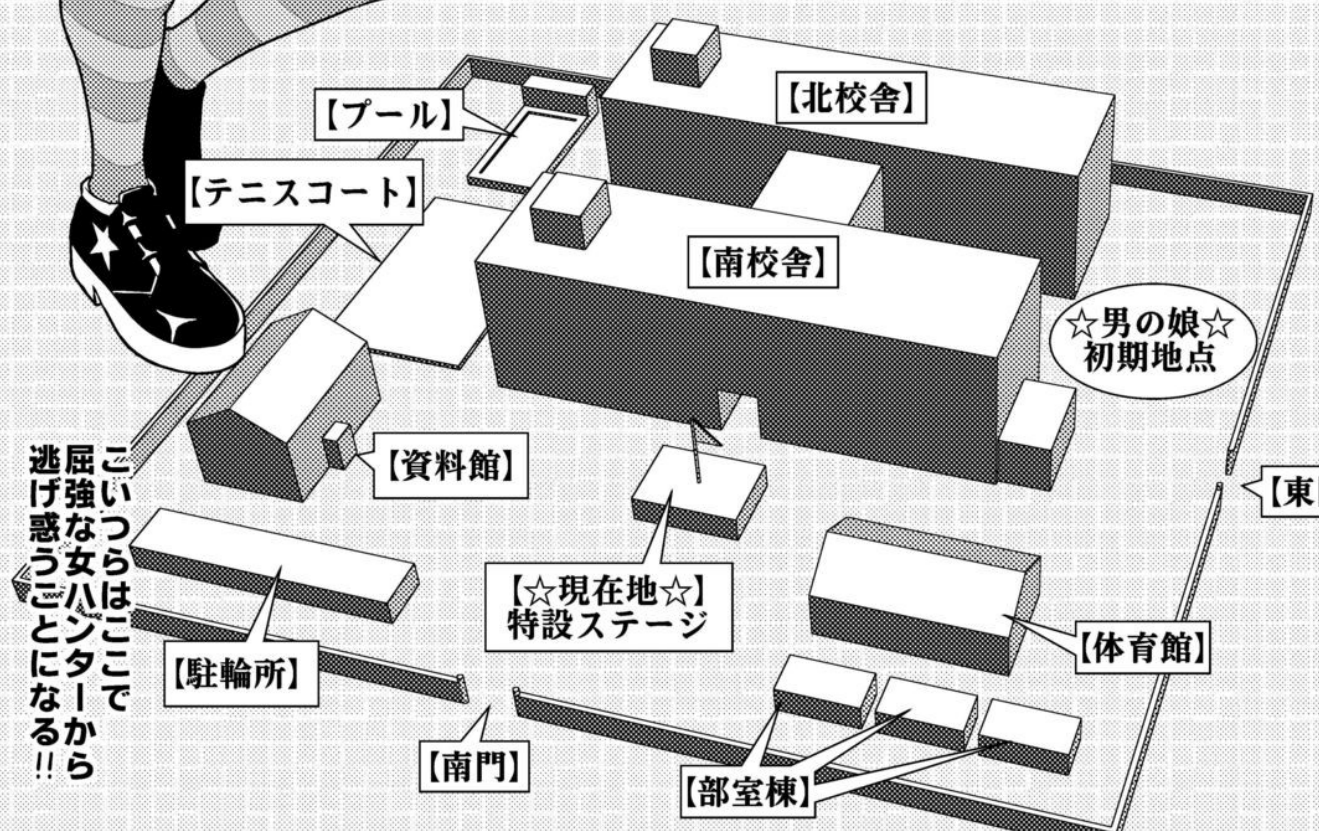 【プール】
【北校舎】
【テニスコート】
【南校舎】
☆男の娘☆
初期地点
【資料館】
【東
【☆現在地☆】
特設ステージ
【体育館】
【駐輪所】
【南門】
【部室棟】
こいつらはここで
屈強な女ハンターから
逃げ惑うことになる!!